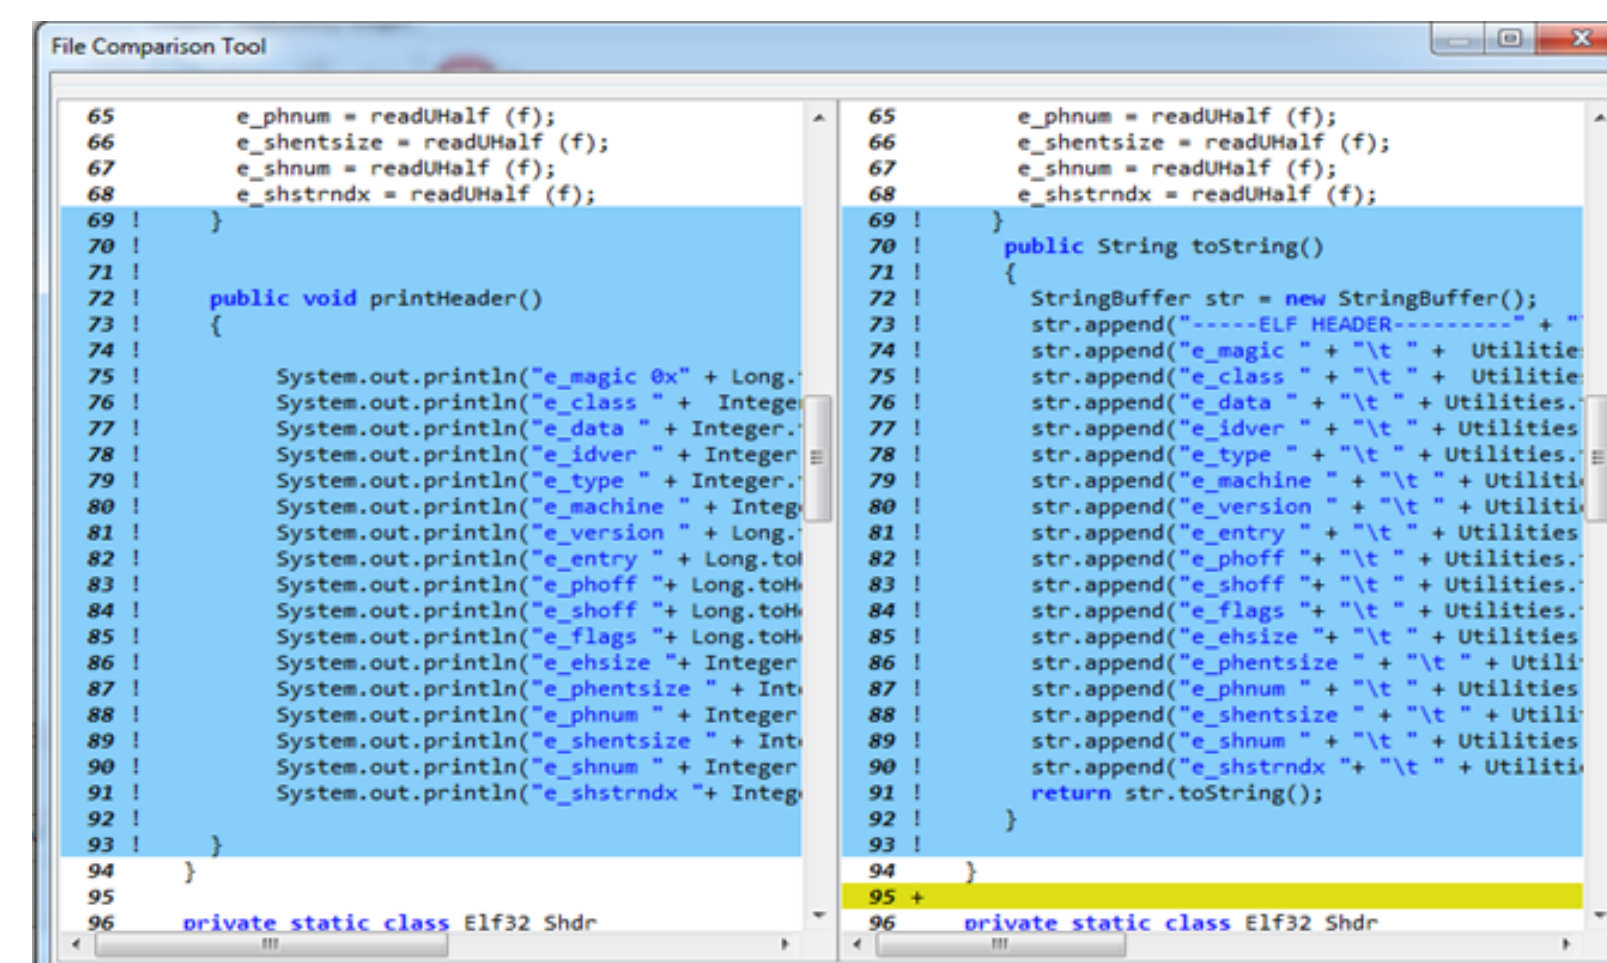 File Comparison Tool
65 e_phnum = readUHalf (f);
66 e_shentsize = readUHalf (f);
67 e_shnum = readUHalf (f);
68 e_shstrndx = readUHalf (f);
69 ! }
70 !
71 !
72 ! public void printHeader()
73 ! {
74 !
75 ! System.out.println("e_magic 0x" + Long.
76 ! System.out.println("e_class " + Intege
77 ! System.out.println("e_data " + Integer.
78 ! System.out.println("e_idver " + Integer
79 ! System.out.println("e_type " + Integer.
80 ! System.out.println("e_machine " + Integ
81 ! System.out.println("e_version " + Long.
82 ! System.out.println("e_entry " + Long.to
83 ! System.out.println("e_phoff "+ Long.toH
84 ! System.out.println("e_shoff "+ Long.toH
85 ! System.out.println("e_flags "+ Long.toH
86 ! System.out.println("e_ehsize "+ Integer
87 ! System.out.println("e_phentsize " + Int
88 ! System.out.println("e_phnum " + Integer
89 ! System.out.println("e_shentsize " + Int
90 ! System.out.println("e_shnum " + Integer
91 ! System.out.println("e_shstrndx "+ Integ
92 !
93 ! }
94 }
95
96 private static class Elf32_Shdr
65 e_phnum = readUHalf (f);
66 e_shentsize = readUHalf (f);
67 e_shnum = readUHalf (f);
68 e_shstrndx = readUHalf (f);
69 ! }
70 ! public String toString()
71 ! {
72 ! StringBuffer str = new StringBuffer();
73 ! str.append("-----ELF HEADER---------" + "
74 ! str.append("e_magic " + "\t " + Utilitie
75 ! str.append("e_class " + "\t " + Utilitie
76 ! str.append("e_data " + "\t " + Utilities.
77 ! str.append("e_idver " + "\t " + Utilities
78 ! str.append("e_type " + "\t " + Utilities.
79 ! str.append("e_machine " + "\t " + Utiliti
80 ! str.append("e_version " + "\t " + Utiliti
81 ! str.append("e_entry " + "\t " + Utilities
82 ! str.append("e_phoff "+ "\t " + Utilities.
83 ! str.append("e_shoff "+ "\t " + Utilities.
84 ! str.append("e_flags "+ "\t " + Utilities.
85 ! str.append("e_ehsize "+ "\t " + Utilities
86 ! str.append("e_phentsize " + "\t " + Utili
87 ! str.append("e_phnum " + "\t " + Utilities
88 ! str.append("e_shentsize " + "\t " + Utili
89 ! str.append("e_shnum " + "\t " + Utilities
90 ! str.append("e_shstrndx "+ "\t " + Utiliti
91 ! return str.toString();
92 ! }
93 !
94 }
95 +
96 private static class Elf32_Shdr